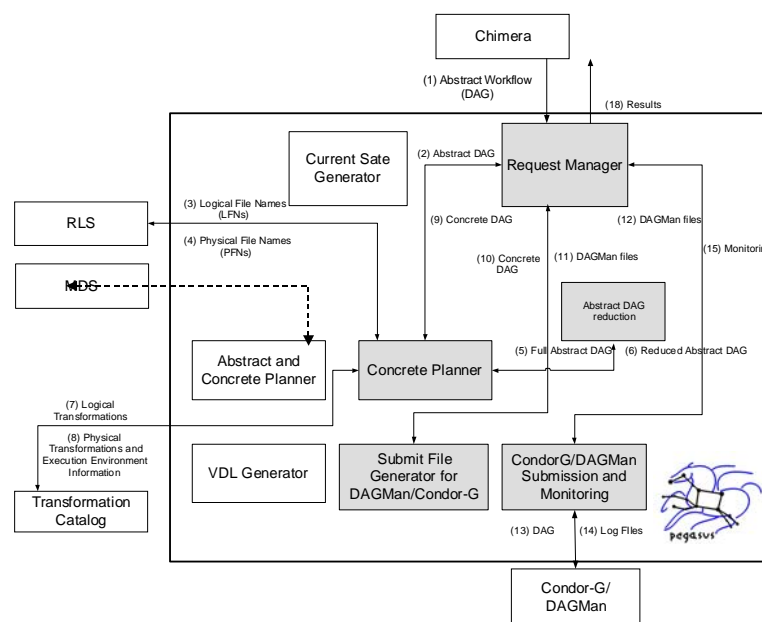 Chimera
(1) Abstract Workflow
(DAG)
(18) Results
Current Sate
Generator
(2) Abstract DAG
Request Manager
(3) Logical File Names
(LFNs)
RLS
(9) Concrete DAG
(12) DAGMan files
(4) Physical File Names
(PFNs)
(10) Concrete
DAG
(11) DAGMan files
(15) Monitorin
MDS
Abstract DAG
reduction
Abstract and
Concrete Planner
Concrete Planner
(5) Full Abstract DAG
(6) Reduced Abstract DAG
(7) Logical
Transformations
(8) Physical
Transformations and
Execution Environment
Information
VDL Generator
Submit File
Generator for
DAGMan/Condor-G
CondorG/DAGMan
Submission and
Monitoring
Transformation
Catalog
pegasus
(13) DAG
(14) Log FIles
Condor-G/
DAGMan